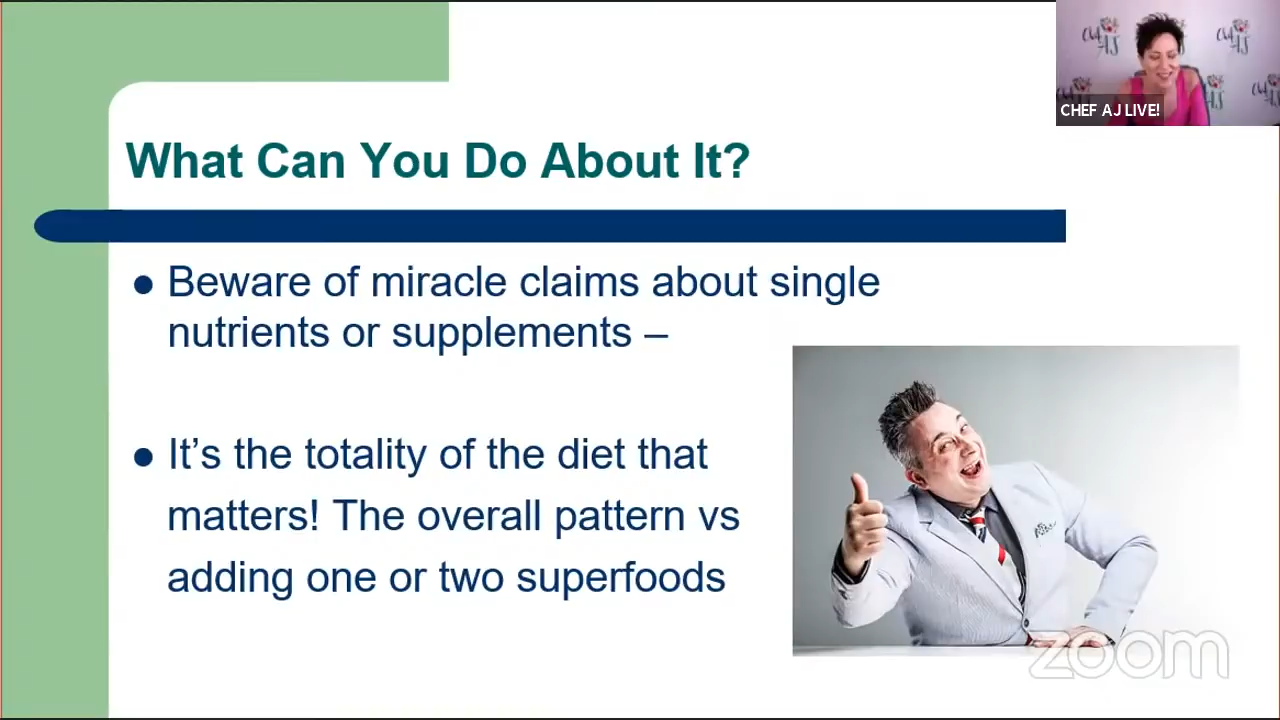 CHEF AJ LIVE!
What Can You Do About It?
● Beware of miracle claims about single
nutrients or supplements –
● It’s the totality of the diet that
matters! The overall pattern vs
adding one or two superfoods
zoom